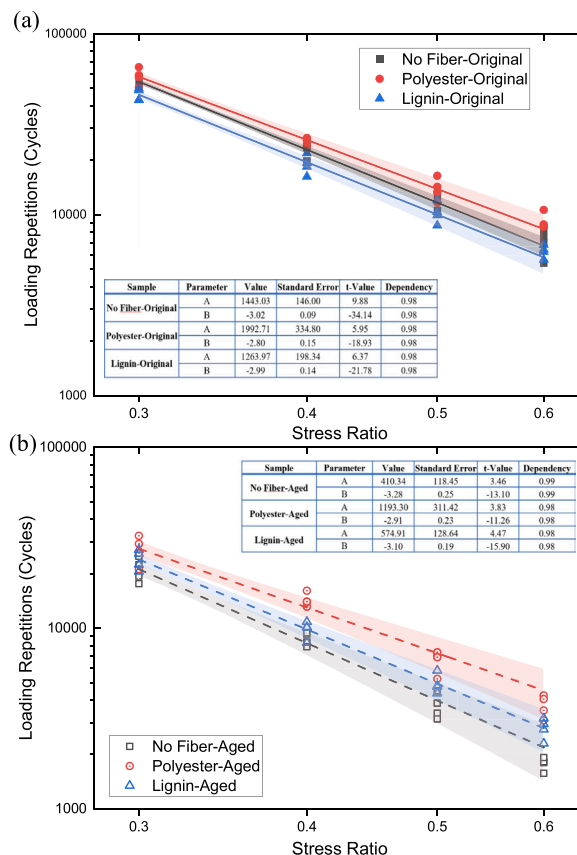 (a)
100000
10000
1000
Loading Repetitions (Cycles)
No Fiber-Original
Polyester-Original
Lignin-Original
Sample Parameter Value Standard Error t-Value Dependency
No Fiber-Original A 1443.03 146.00 9.88 0.98
B -3.02 0.09 -34.14 0.98
Polyester-Original A 1992.71 334.80 5.95 0.98
B -2.80 0.15 -18.93 0.98
Lignin-Original A 1263.97 198.34 6.37 0.98
B -2.99 0.14 -21.78 0.98
0.3 0.4 0.5 0.6
Stress Ratio
(b)
100000
10000
1000
Loading Repetitions (Cycles)
Sample Parameter Value Standard Error t-Value Dependency
No Fiber-Aged A 410.34 118.45 3.46 0.99
B -3.28 0.25 -13.10 0.99
Polyester-Aged A 1193.30 311.42 3.83 0.98
B -2.91 0.23 -11.26 0.98
Lignin-Aged A 574.91 128.64 4.47 0.98
B -3.10 0.19 -15.90 0.98
No Fiber-Aged
Polyester-Aged
Lignin-Aged
0.3 0.4 0.5 0.6
Stress Ratio